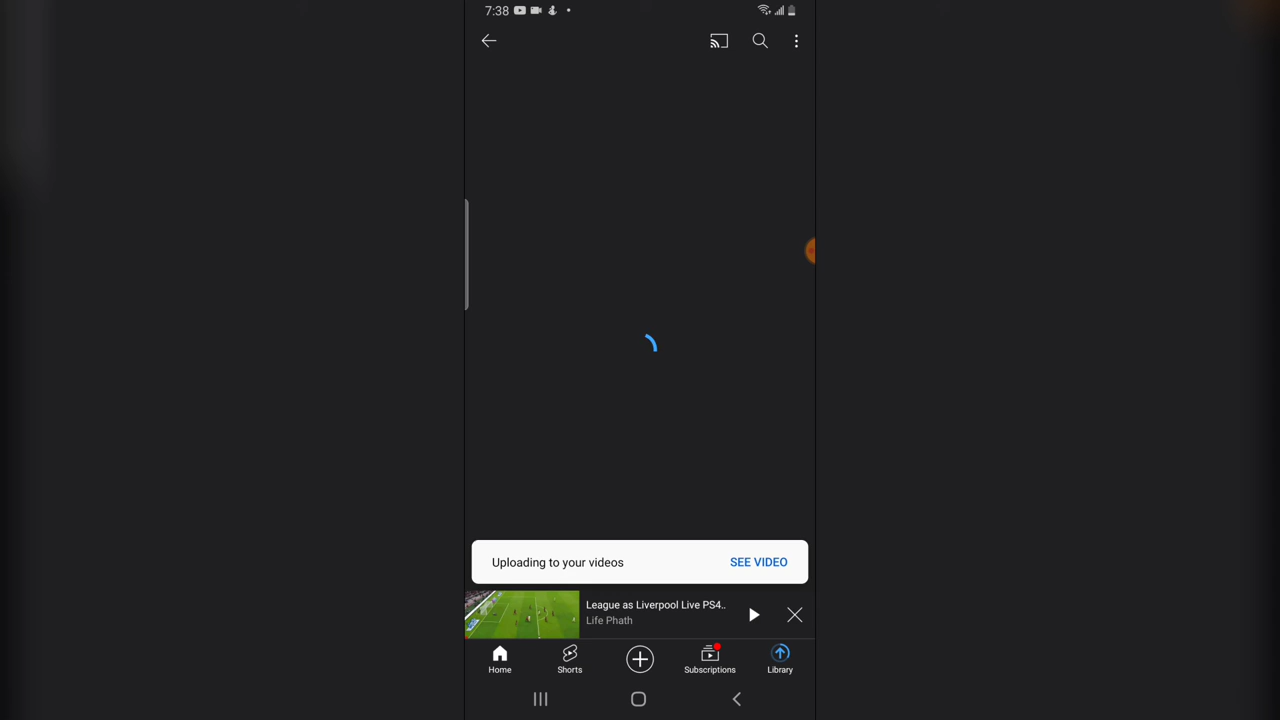 7:38
Uploading to your videos
SEE VIDEO
League as Liverpool Live PS4..
Life Phath
Home
Shorts
Subscriptions
Library